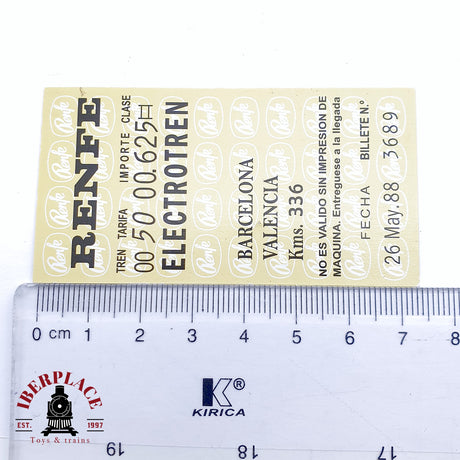 RENFE
TREN TARIFA IMPORTE CLASE
00 50 00.625
ELECTROTREN
BARCELONA
VALENCIA
Kms. 336
NO ES VALIDO SIN IMPRESION DE
MAQUINA. Entreguese a la llegada
FECHA BILLETE N.º
26 May. 88 3689
Renfe
0 cm 1 2 3 4 5 6 7 8
K®
KIRICA
19 18 17
IBERPLACE
EST. 1997
Toys & trains